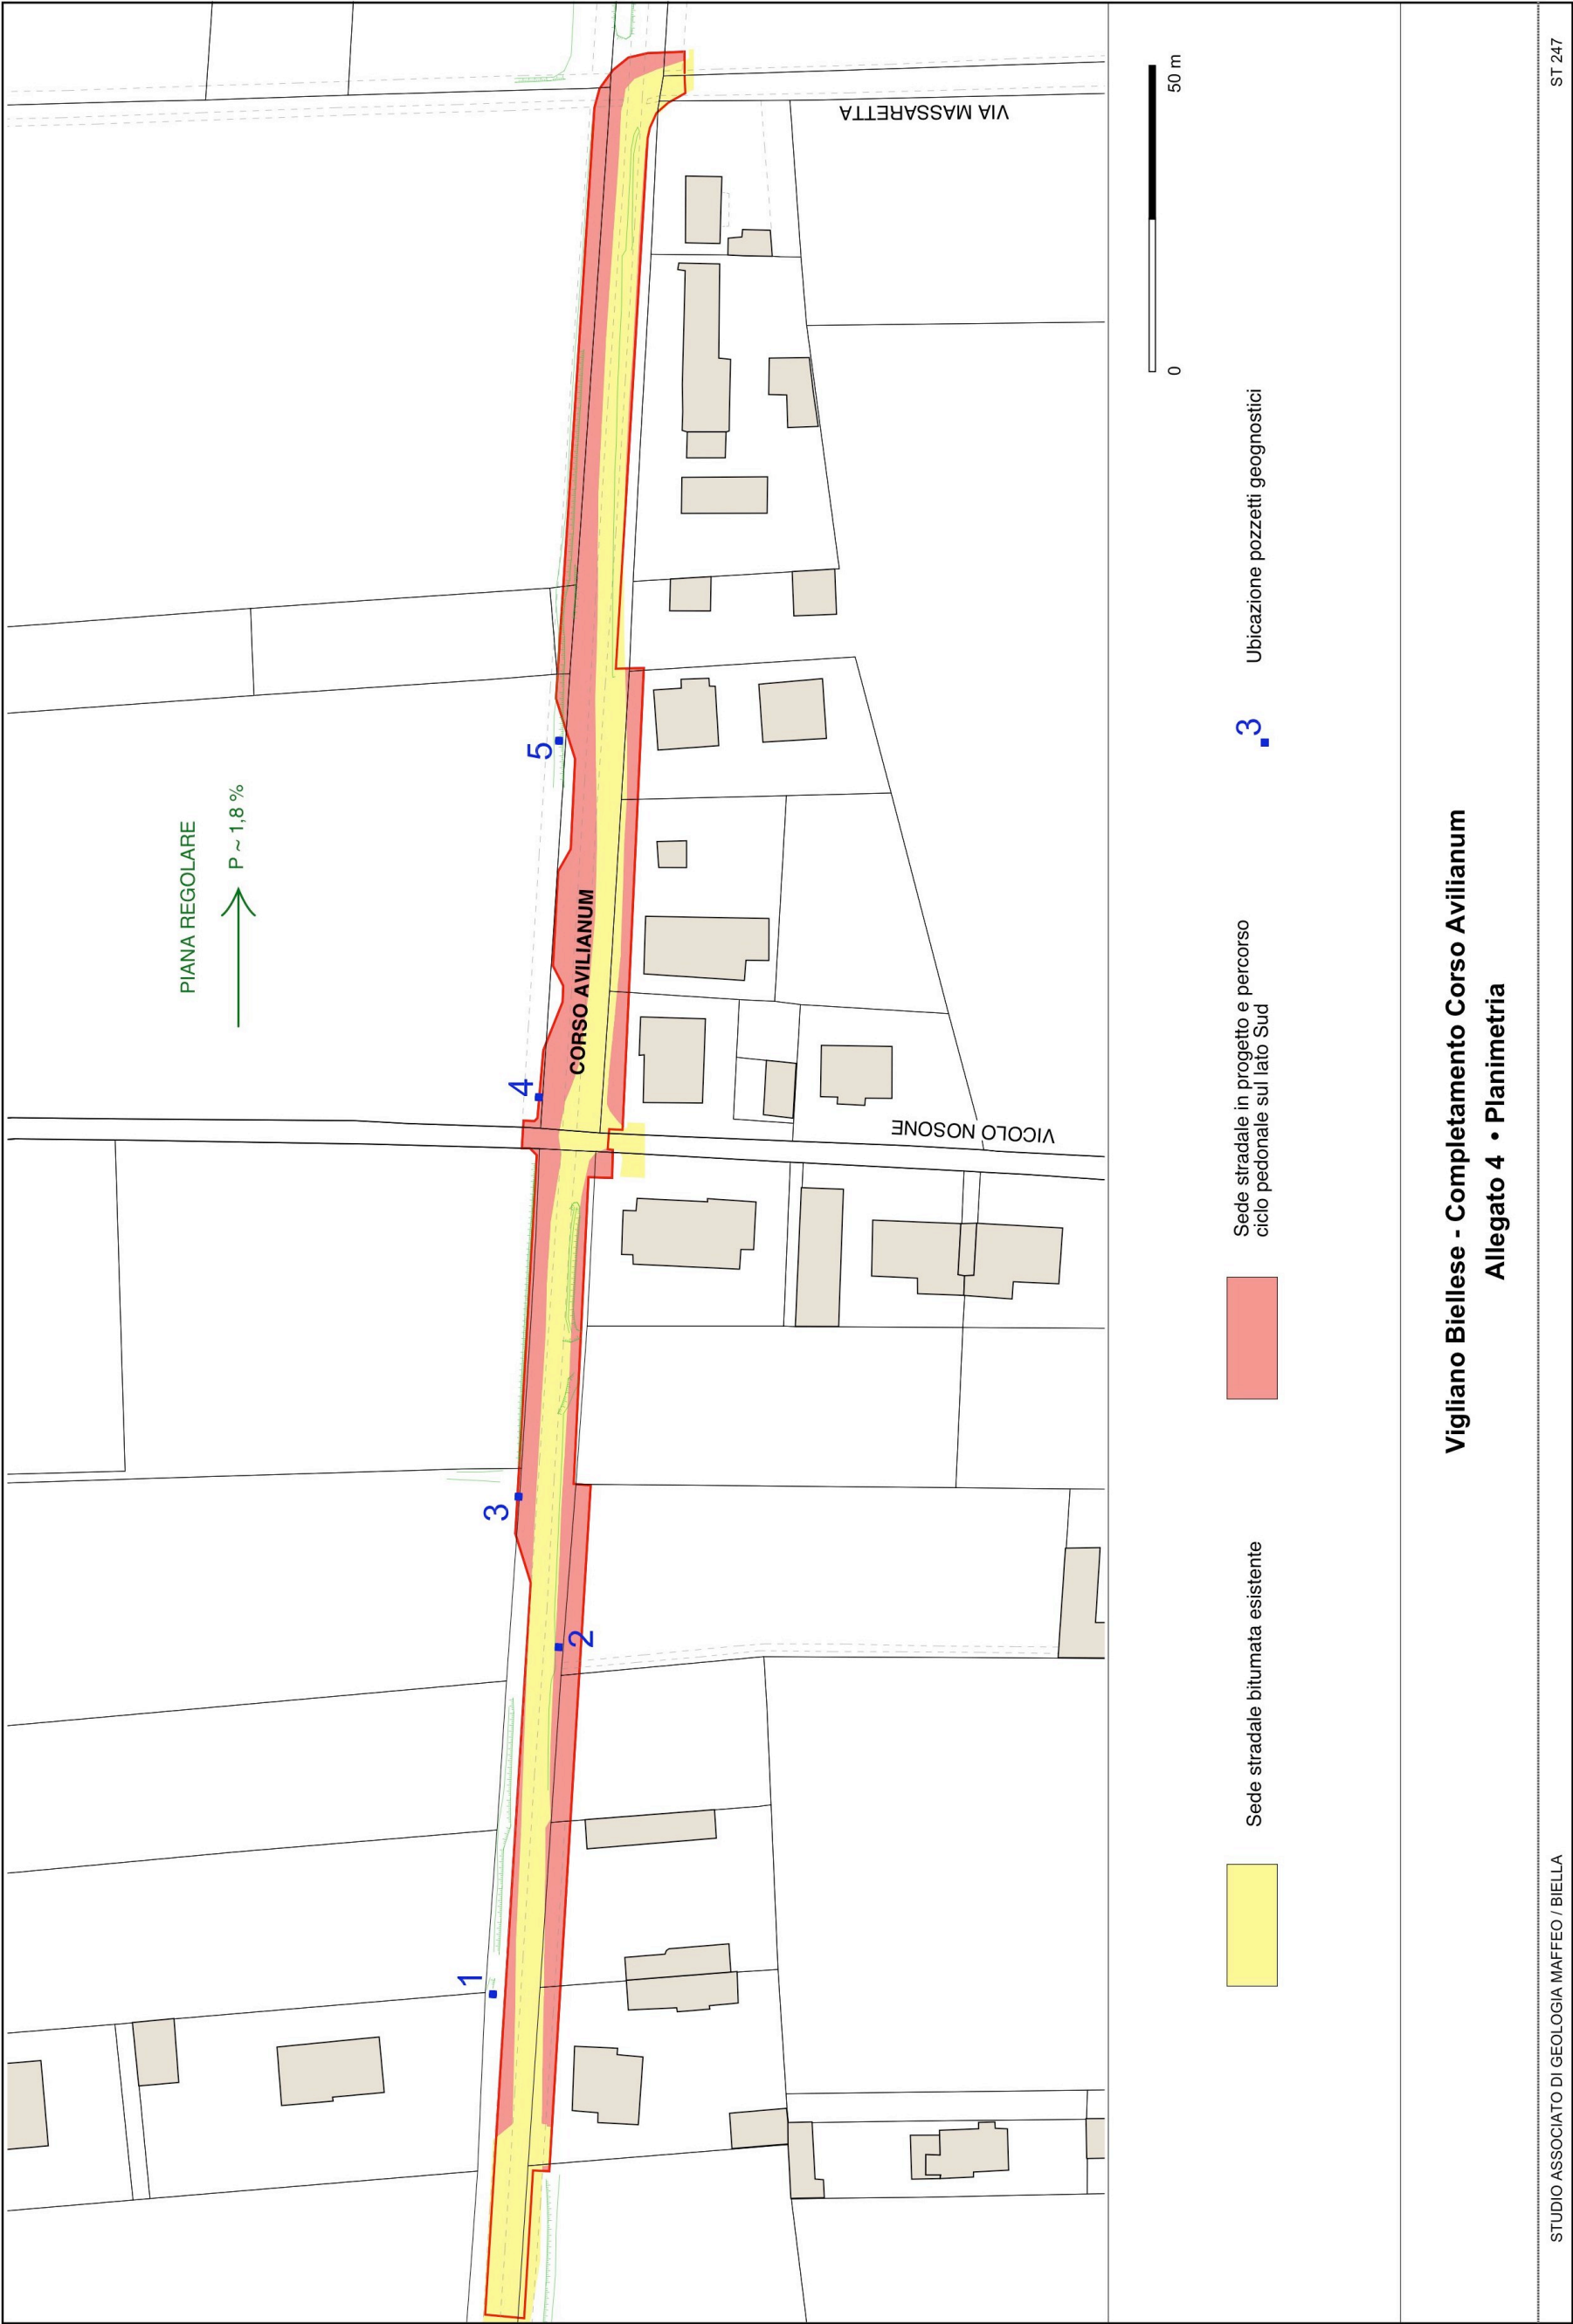 PIANA REGOLARE
P ~ 1,8 %
1
2
3
4
5
CORSO AVILIANUM
VICOLO NOSONE
VIA MASSARETTA
0
50 m
Sede stradale bitumata esistente
Sede stradale in progetto e percorso
ciclo pedonale sul lato Sud
3
Ubicazione pozzetti geognostici
Vigliano Biellese - Completamento Corso Avilianum
Allegato 4 • Planimetria
STUDIO ASSOCIATO DI GEOLOGIA MAFFEO / BIELLA
ST 247